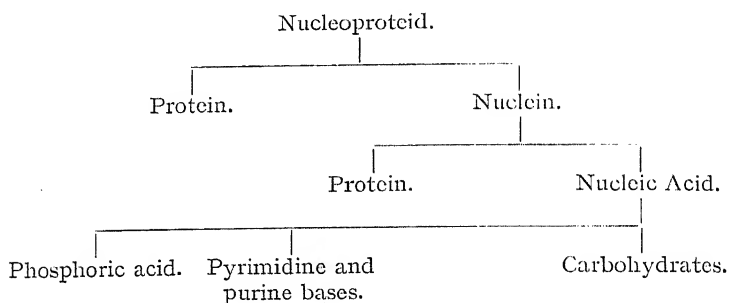 Nucleoproteid.
Protein. Nuclein.
Protein. Nucleic Acid.
Phosphoric acid. Pyrimidine and Carbohydrates.
purine bases.